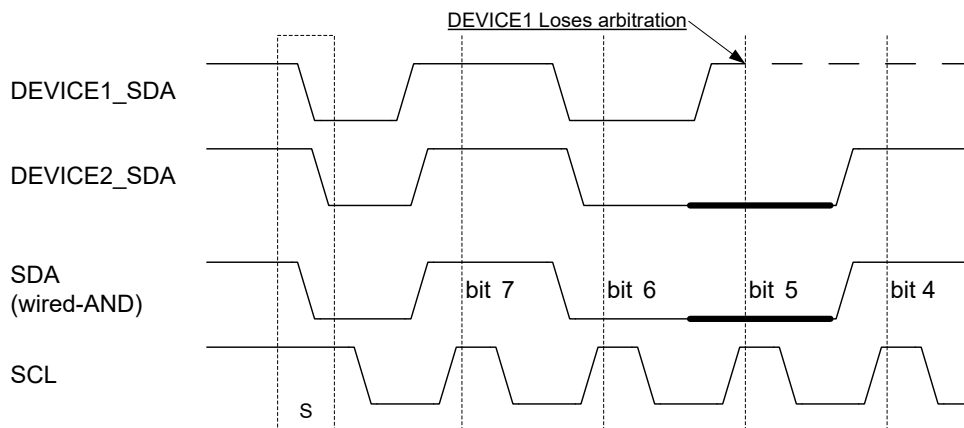 DEVICE1 Loses arbitration
DEVICE1_SDA
DEVICE2_SDA
SDA
(wired-AND)
bit 7
bit 6
bit 5
bit 4
SCL
S